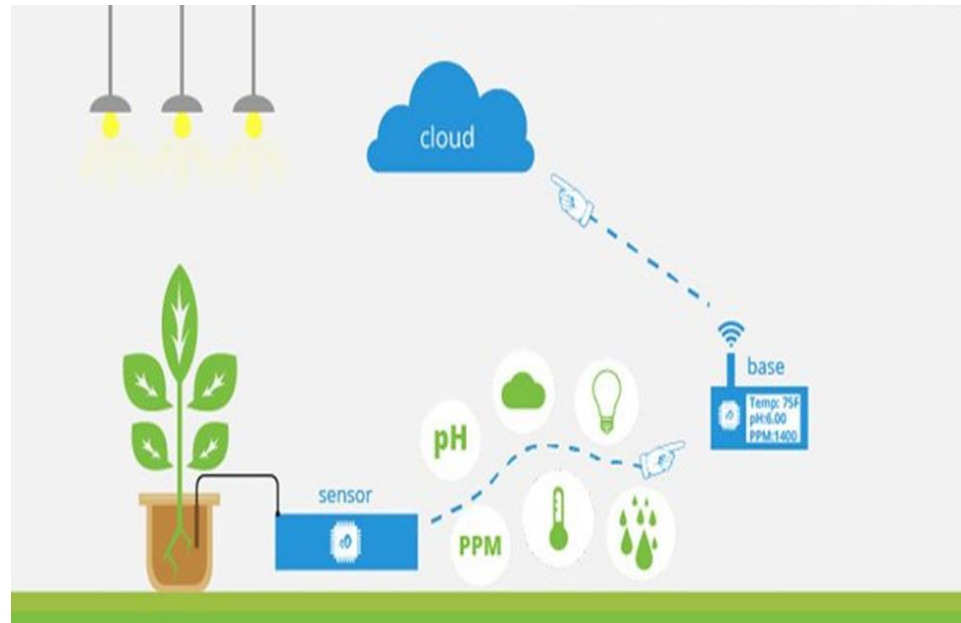 cloud
base
Temp: 75F
pH:6.00
PPM:1400
pH
sensor
PPM